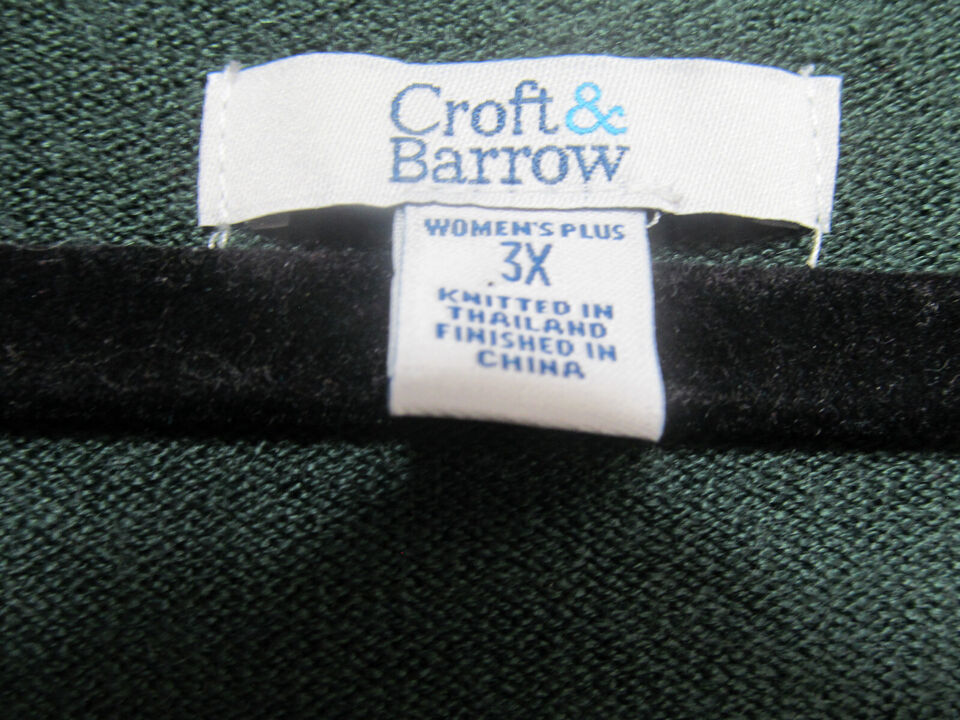 Croft&
Barrow
WOMEN'S PLUS
3X
KNITTED IN
THAILAND
FINISHED IN
CHINA